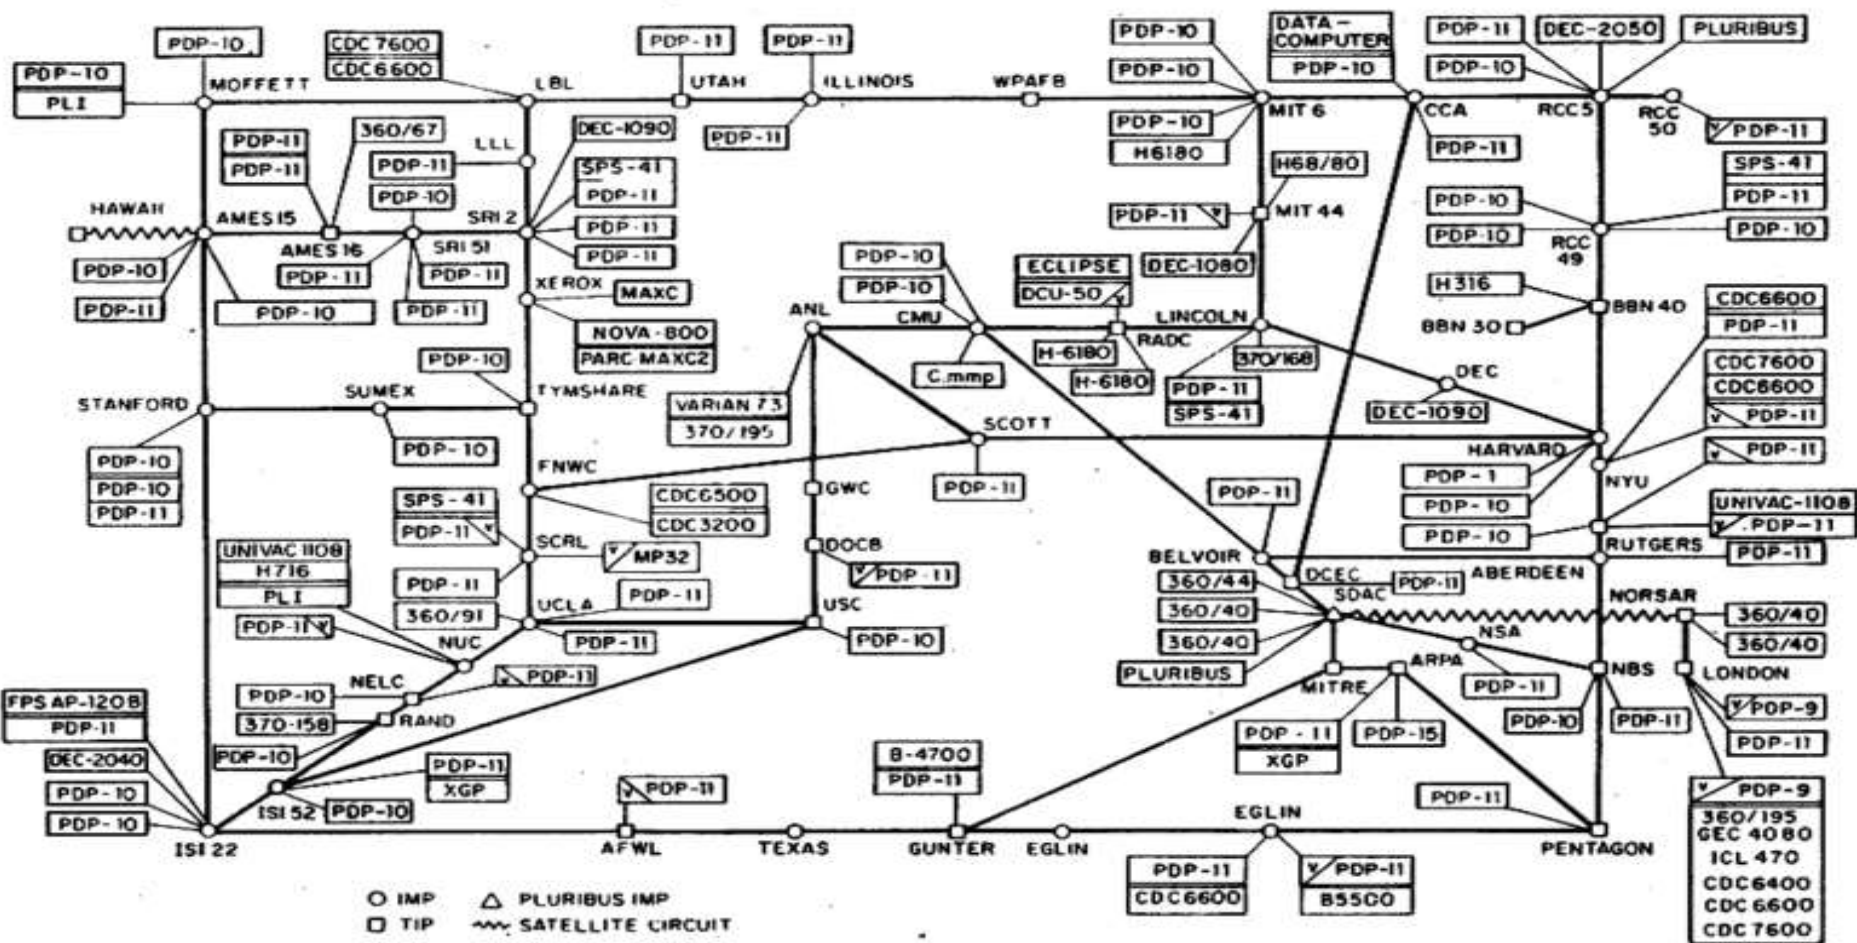 PDP-10
CDC 7600
CDC 6600
PDP-11
PDP-11
PDP-10
DATA-
COMPUTER
PDP-10
PDP-11
DEC-2050
PLURIBUS
PDP-10
PLI
MOFFETT
LBL
UTAH
ILLINOIS
WPAFB
PDP-10
MIT 6
CCA
PDP-10
RCC5
RCC
50
PDP-11
PDP-11
PDP-11
360/67
LLL
PDP-11
DEC-1090
PDP-11
PDP-10
H6180
PDP-11
SPS-41
PDP-11
PDP-11
PDP-11
PDP-10
H68/80
SPS-41
PDP-11
PDP-10
HAWAII
AMES 15
AMES 16
SRI 51
SRI 2
PDP-11
V
MIT 44
PDP-10
PDP-10
RCC
49
PDP-10
PDP-11
PDP-10
PDP-11
PDP-11
PDP-11
XEROX
MAXC
NOVA-800
PARC MAXC2
PDP-10
PDP-10
ECLIPSE
DCU-50
V
DEC-1080
H316
BBN 40
BBN 30
CDC6600
PDP-11
ANL
CMU
RADC
LINCOLN
H-6180
H-6180
370/168
C.mmp
PDP-11
SPS-41
DEC
DEC-1090
CDC7600
CDC6600
V PDP-11
V PDP-11
PDP-10
STANFORD
SUMEX
TYMSHARE
VARIAN 73
370/195
SCOTT
HARVARD
PDP-10
PDP-10
PDP-11
PDP-10
FNWC
CDC6500
CDC3200
PDP-11
PDP-1
PDP-10
NYU
SPS-41
PDP-11 V
GWC
PDP-11
PDP-10
UNIVAC-1108
V PDP-11
UNIVAC 1108
H716
PLI
PDP-11 V
SCRL
V MP32
DOCB
V PDP-11
BELVOIR
RUTGERS
PDP-11
PDP-11
360/91
UCLA
PDP-11
PDP-11
USC
PDP-10
360/44
360/40
360/40
PLURIBUS
DCEC
PDP-11
SDAC
ABERDEEN
NORSAR
360/40
360/40
NUC
NSA
NELC
PDP-10
V PDP-11
370-158
RAND
PDP-10
MITRE
ARPA
PDP-11
NBS
LONDON
FPS AP-120B
PDP-11
DEC-2040
PDP-10
PDP-10
PDP-11
XGP
PDP-10
ISI 52
ISI 22
V PDP-11
AFWL
TEXAS
B-4700
PDP-11
GUNTER
EGLIN
EGLIN
PDP-11
XGP
PDP-15
PDP-10
PDP-11
V PDP-9
PDP-11
PDP-11
PENTAGON
PDP-11
CDC6600
V PDP-11
B5500
V PDP-9
360/195
GEC 4080
ICL 470
CDC6400
CDC6600
CDC7600
IMP
PLURIBUS IMP
TIP
SATELLITE CIRCUIT